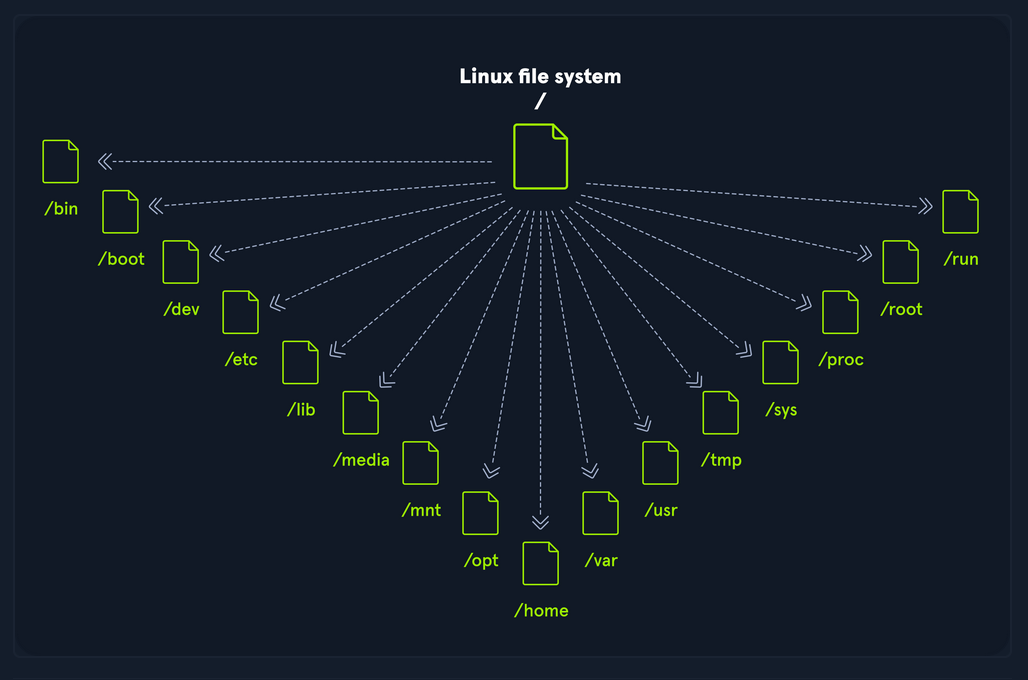 Linux file system
/
/bin
/boot
/dev
/etc
/lib
/media
/mnt
/opt
/home
/var
/usr
/tmp
/sys
/proc
/root
/run